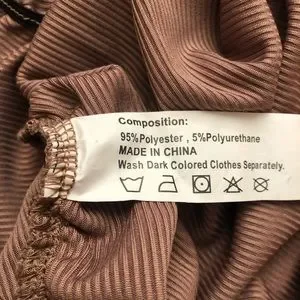 Composition:
95%Polyester , 5%Polyurethane
MADE IN CHINA
Wash Dark Colored Clothes Separately.